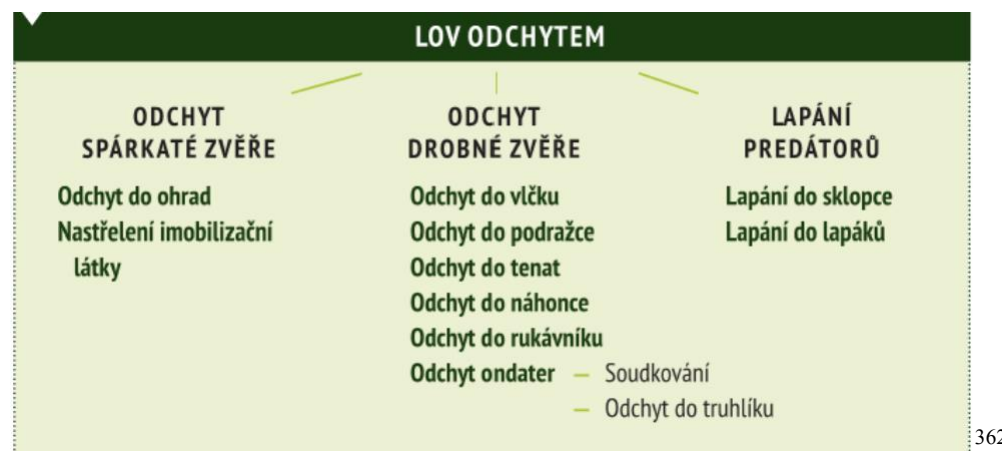 LOV ODCHYTEM
ODCHYT
SPÁRKATÉ ZVĚŘE
Odchyt do ohrad
Nastřelení imobilizační
látky
ODCHYT
DROBNÉ ZVĚŘE
Odchyt do vlčku
Odchyt do podražce
Odchyt do tenat
Odchyt do náhonce
Odchyt do rukávníku
Odchyt ondater – Soudkování
– Odchyt do truhlíku
LAPÁNÍ
PREDÁTORŮ
Lapání do sklopce
Lapání do lapáků
362